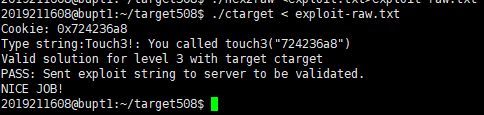 2019211608@bupt1:~/target508$ ./hex2raw <exploit.txt>exploit-raw.txt
2019211608@bupt1:~/target508$ ./ctarget < exploit-raw.txt
Cookie: 0x724236a8
Type string:Touch3!: You called touch3("724236a8")
Valid solution for level 3 with target ctarget
PASS: Sent exploit string to server to be validated.
NICE JOB!
2019211608@bupt1:~/target508$